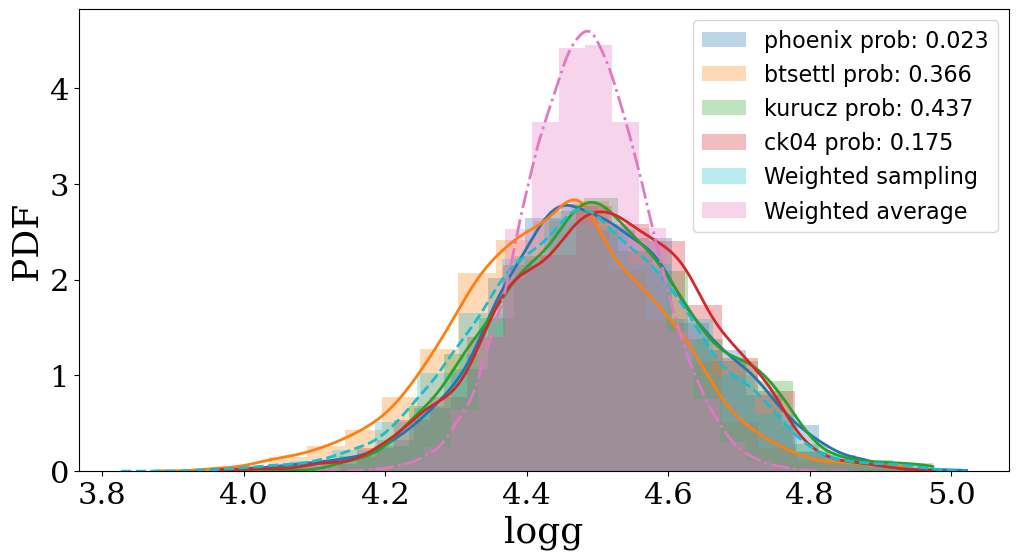 phoenix prob: 0.023
btsettl prob: 0.366
kurucz prob: 0.437
ck04 prob: 0.175
Weighted sampling
Weighted average
PDF
4
3
2
1
0
3.8 4.0 4.2 4.4 4.6 4.8 5.0
logg